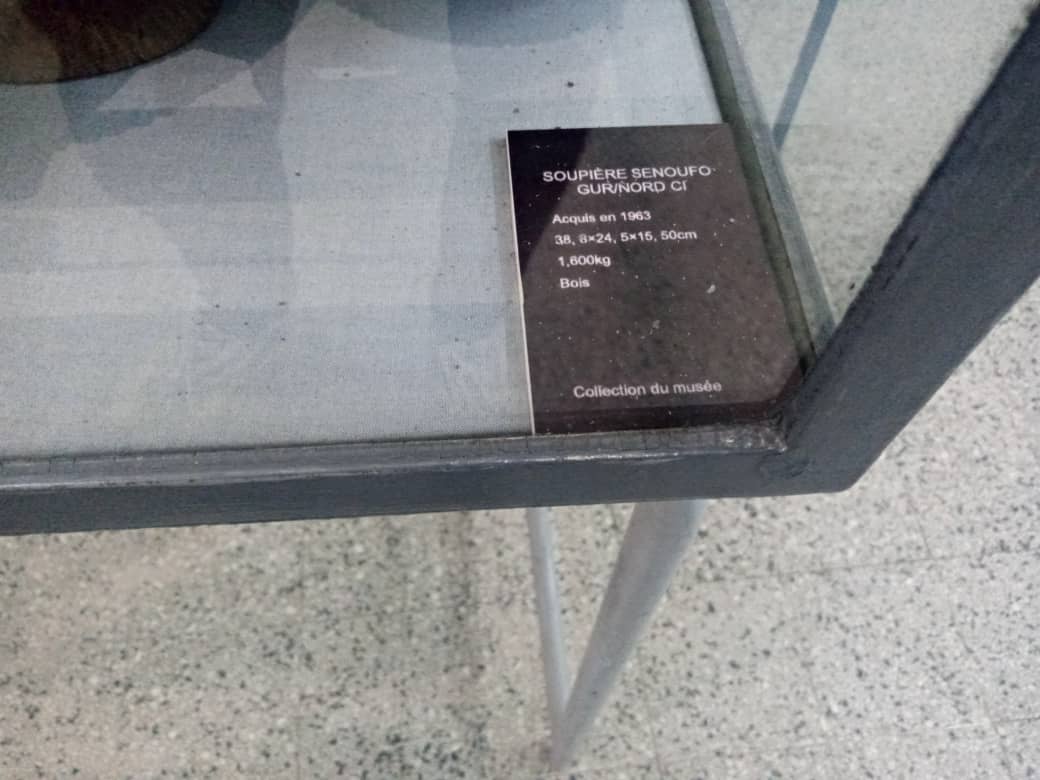 SOUPIÈRE SENOUFO
GUR/NORD CI
Acquis en 1963
38, 8×24, 5×15, 50cm
1,600kg
Bois
Collection du musée